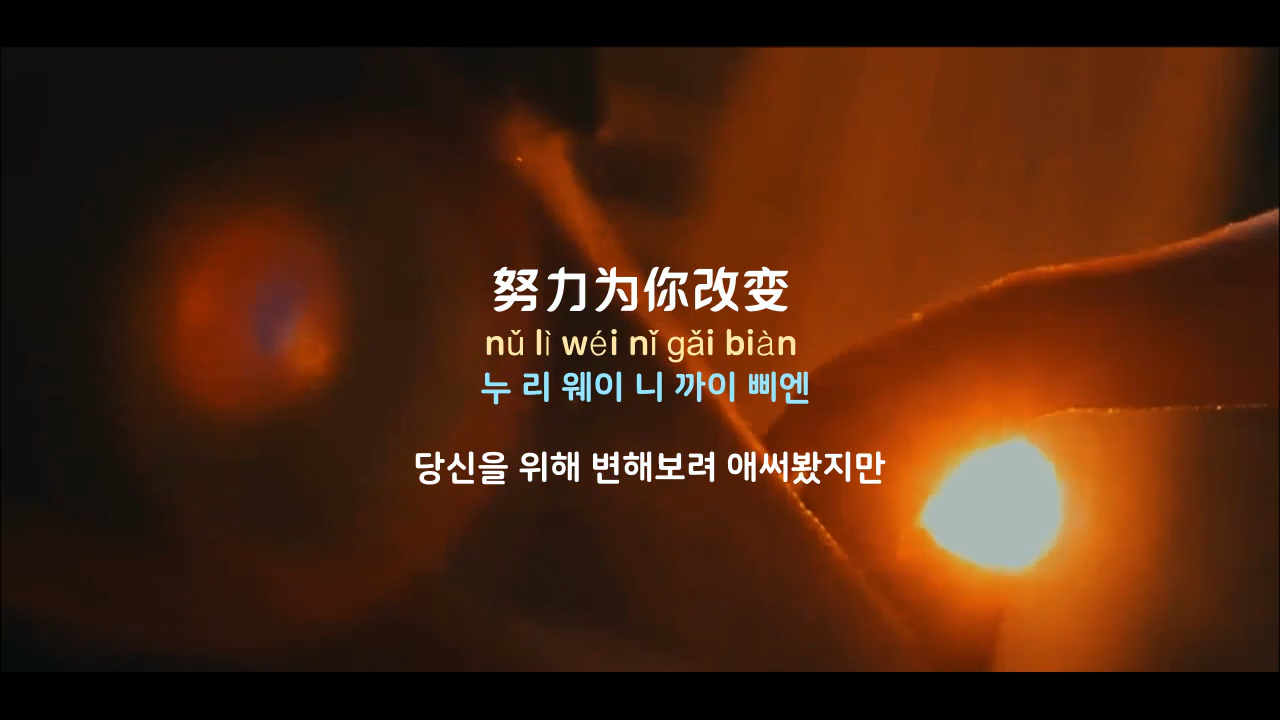 努力为你改变
nǔ lì wéi nǐ gǎi biàn
누 리 웨이 니 까이 삐엔
당신을 위해 변해보려 애써봤지만